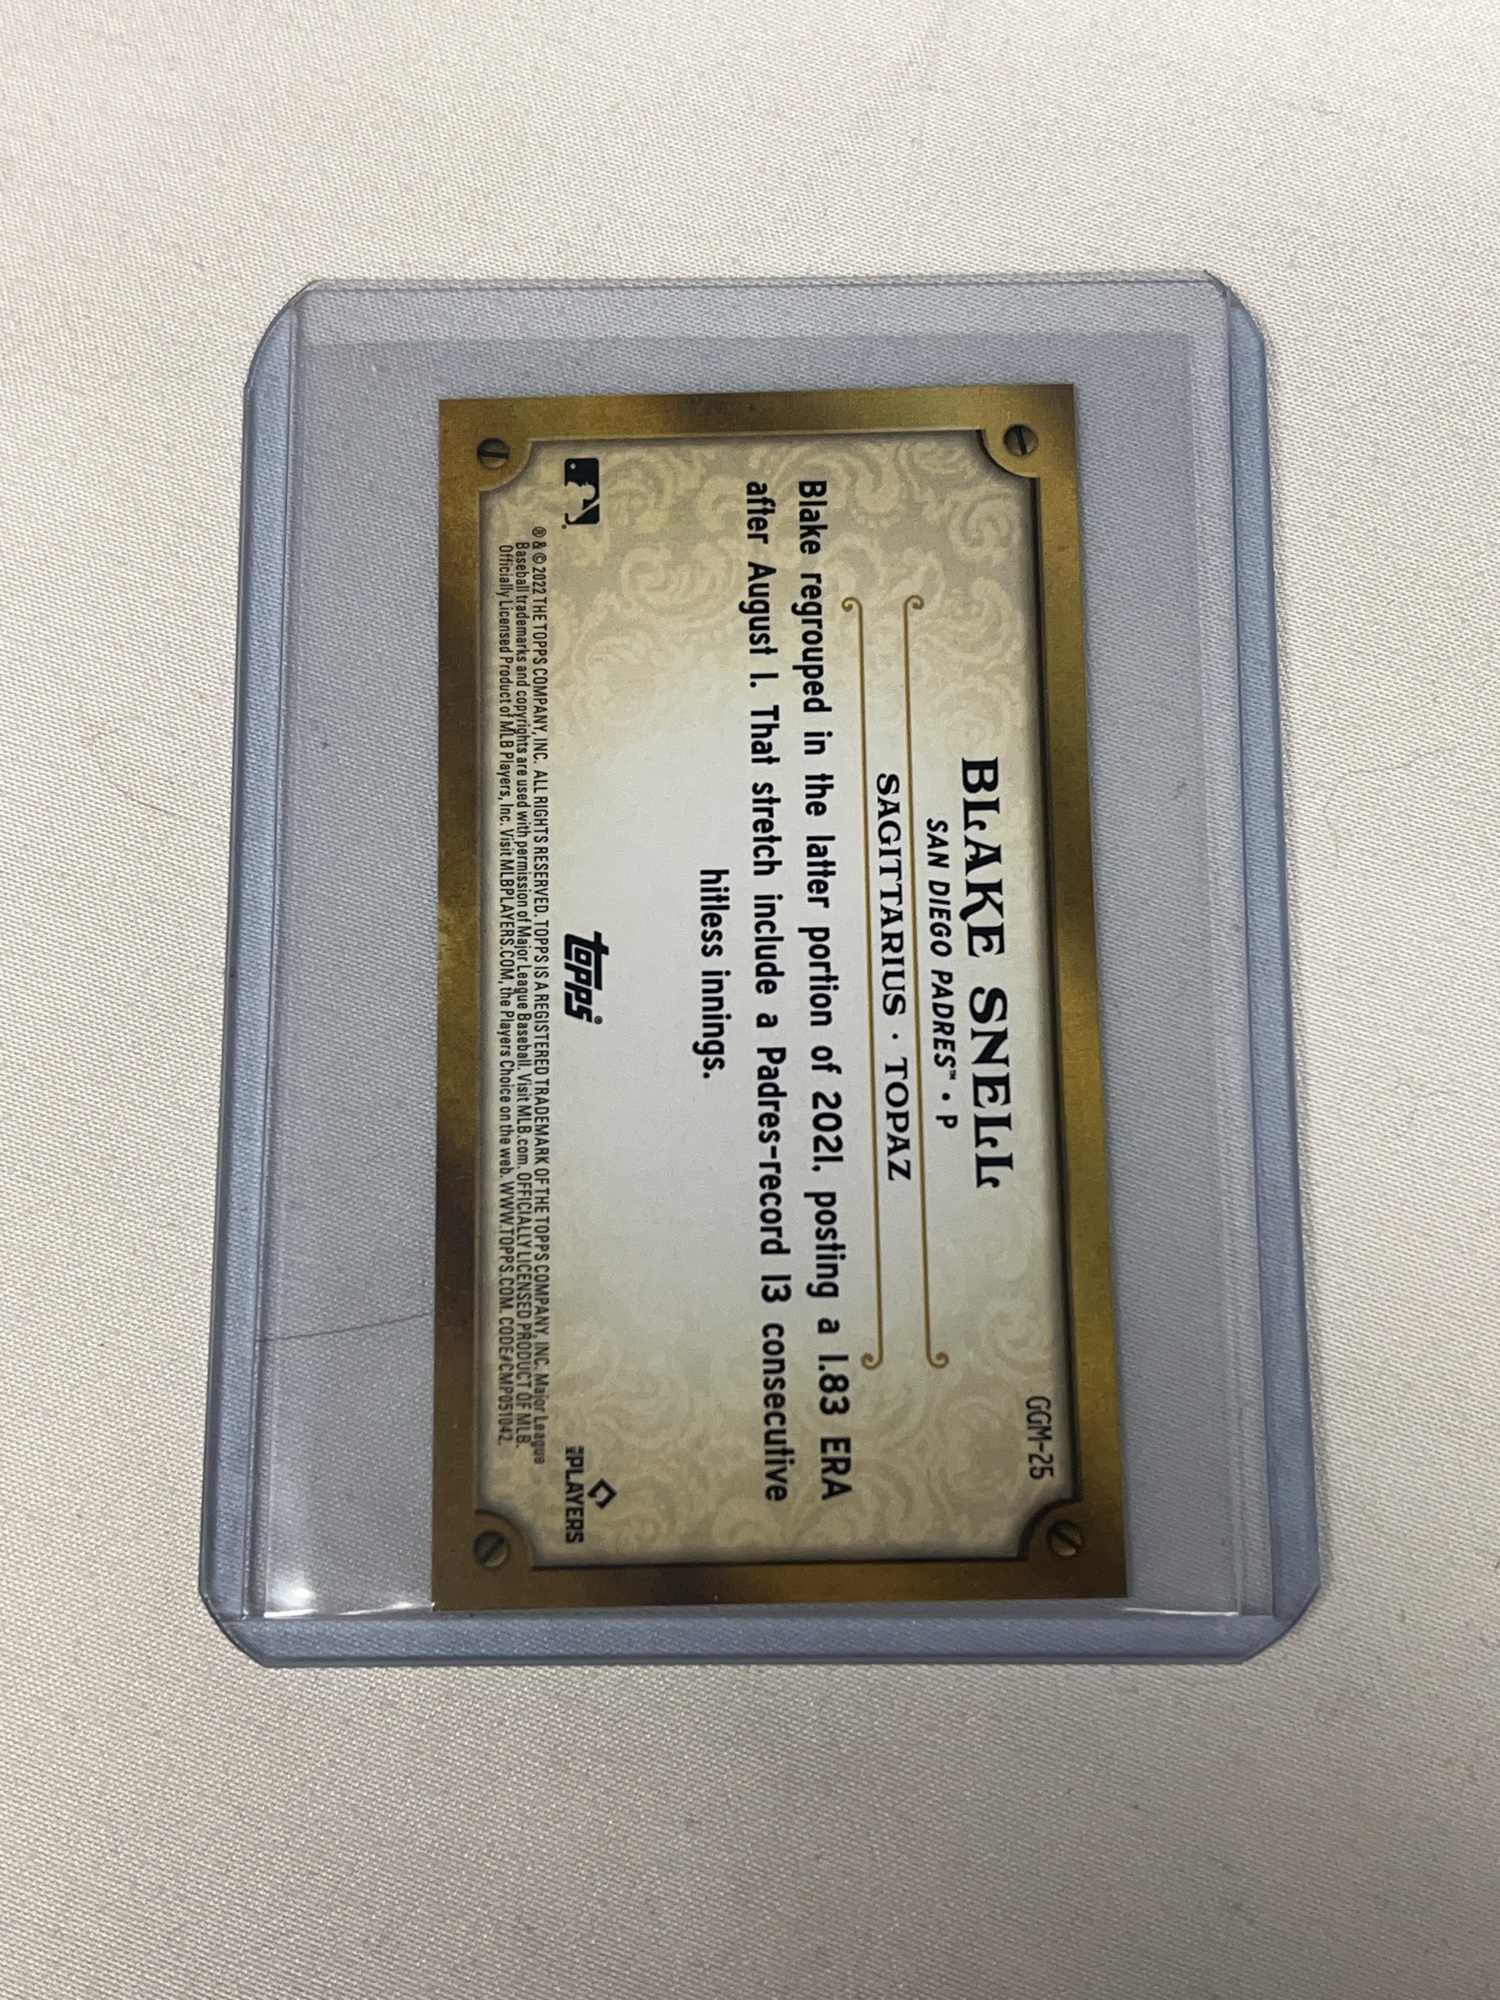 GGM-25
BLAKE SNELL
SAN DIEGO PADRES™ • P
SAGITTARIUS • TOPAZ
Blake regrouped in the latter portion of 2021, posting a 1.83 ERA
after August 1. That stretch include a Padres-record 13 consecutive
hitless innings.
topps®
MLB PLAYERS
® & © 2022 THE TOPPS COMPANY, INC. ALL RIGHTS RESERVED. TOPPS IS A REGISTERED TRADEMARK OF THE TOPPS COMPANY, INC. Major League
Baseball trademarks and copyrights are used with permission of Major League Baseball. Visit MLB.com. OFFICIALLY LICENSED PRODUCT OF MLB.
Officially Licensed Product of MLB Players, Inc. Visit MLBPLAYERS.COM, the Players Choice on the web. WWW.TOPPS.COM. CODE#CMP051042.